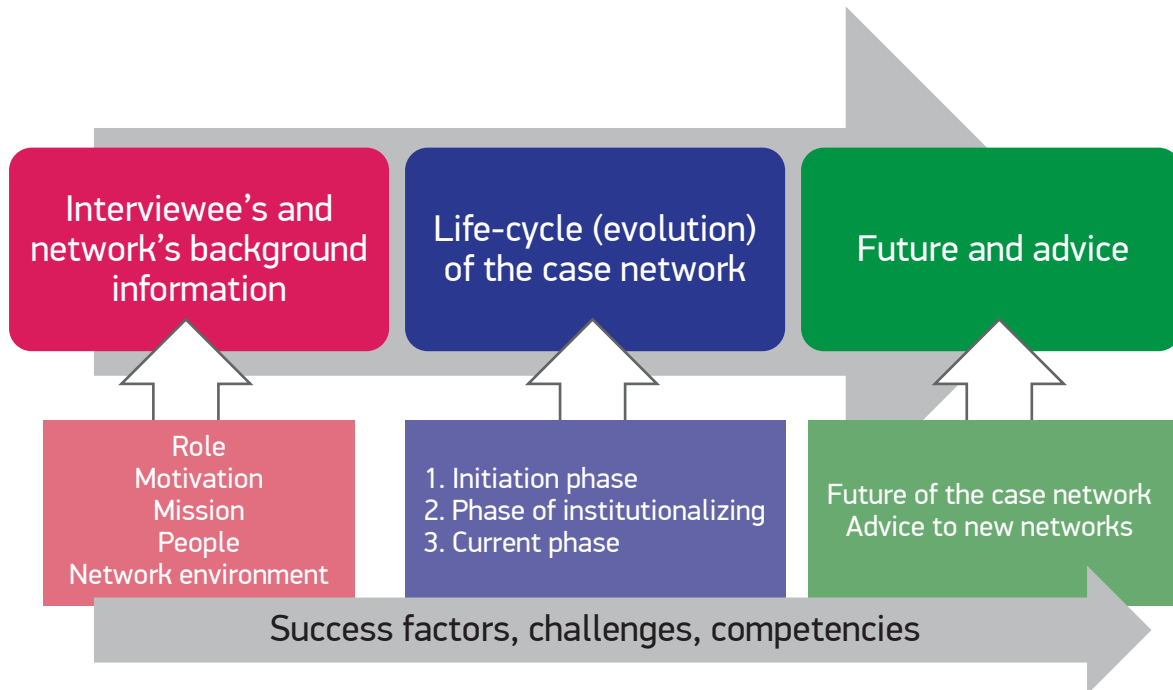 Interviewee’s and
network’s background
information
Life-cycle (evolution)
of the case network
Future and advice
Role
Motivation
Mission
People
Network environment
1. Initiation phase
2. Phase of institutionalizing
3. Current phase
Future of the case network
Advice to new networks
Success factors, challenges, competencies